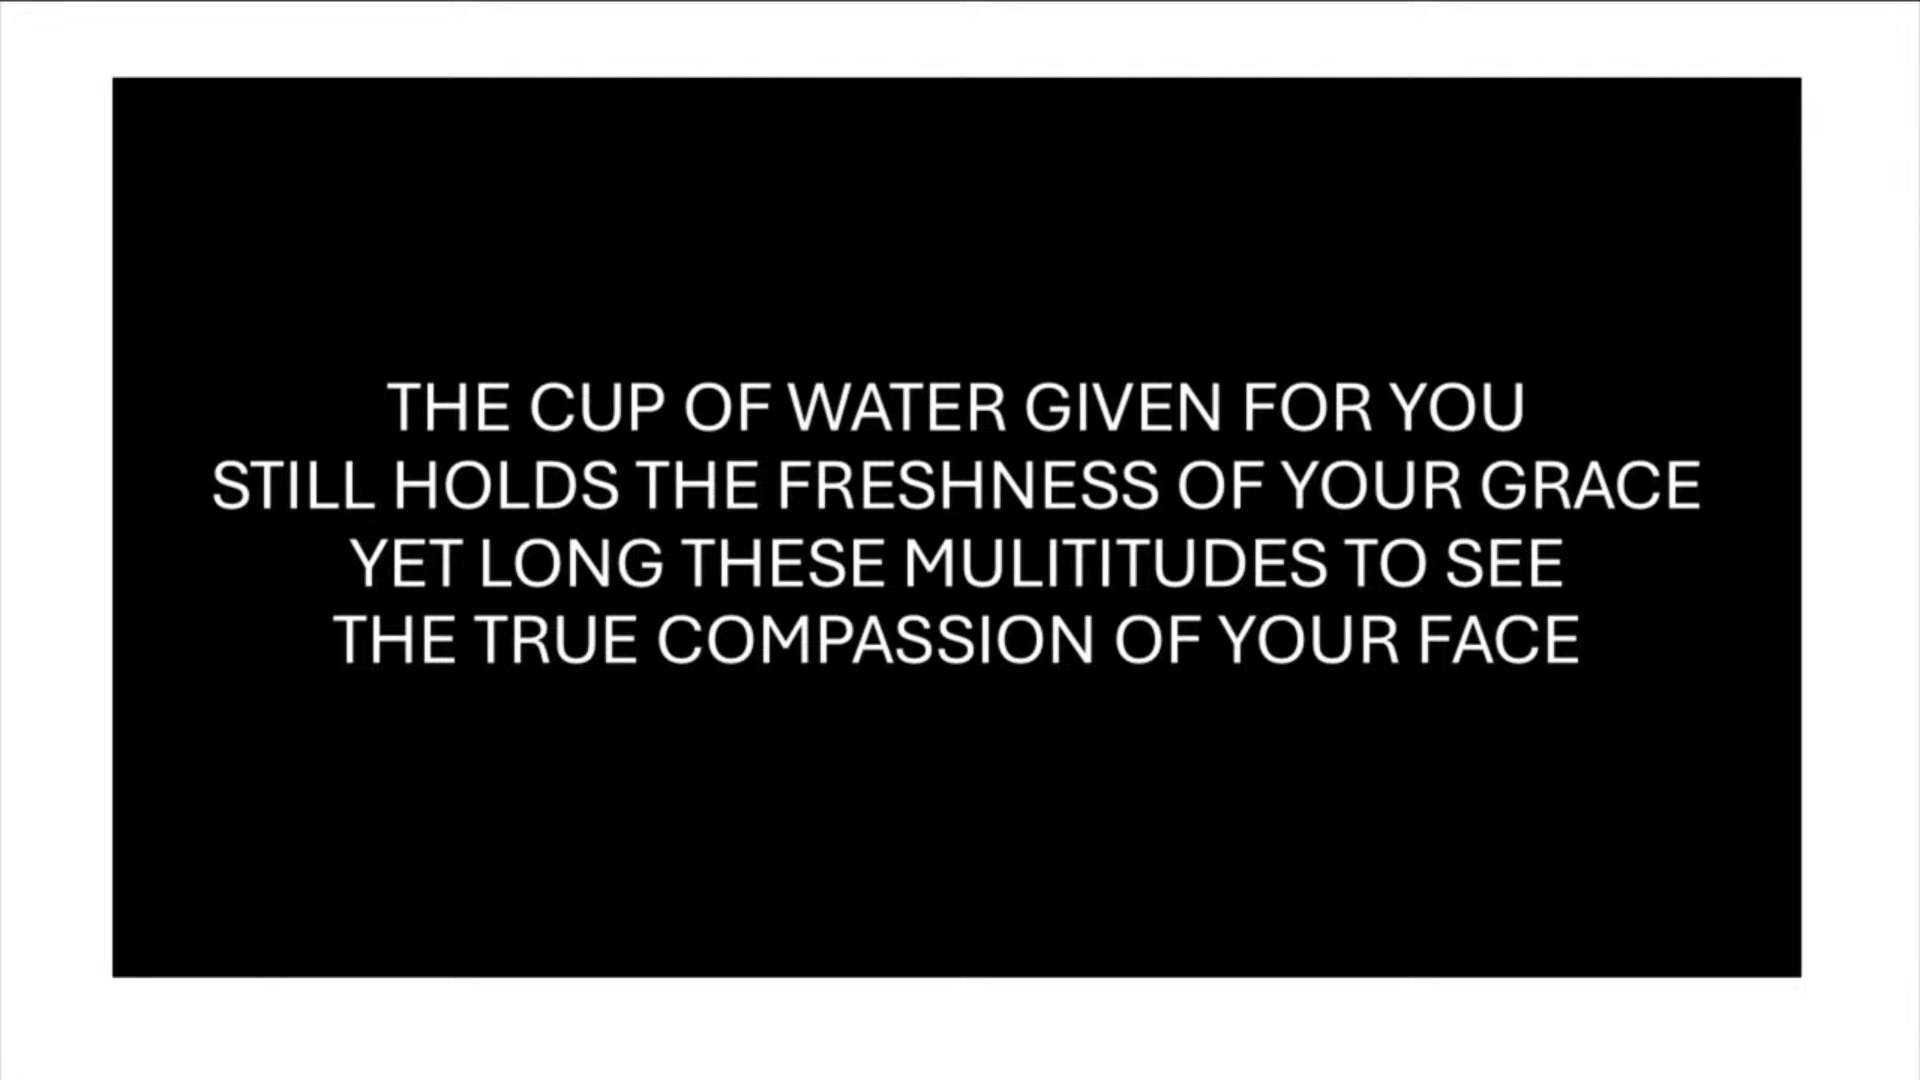 THE CUP OF WATER GIVEN FOR YOU
STILL HOLDS THE FRESHNESS OF YOUR GRACE
YET LONG THESE MULITITUDES TO SEE
THE TRUE COMPASSION OF YOUR FACE